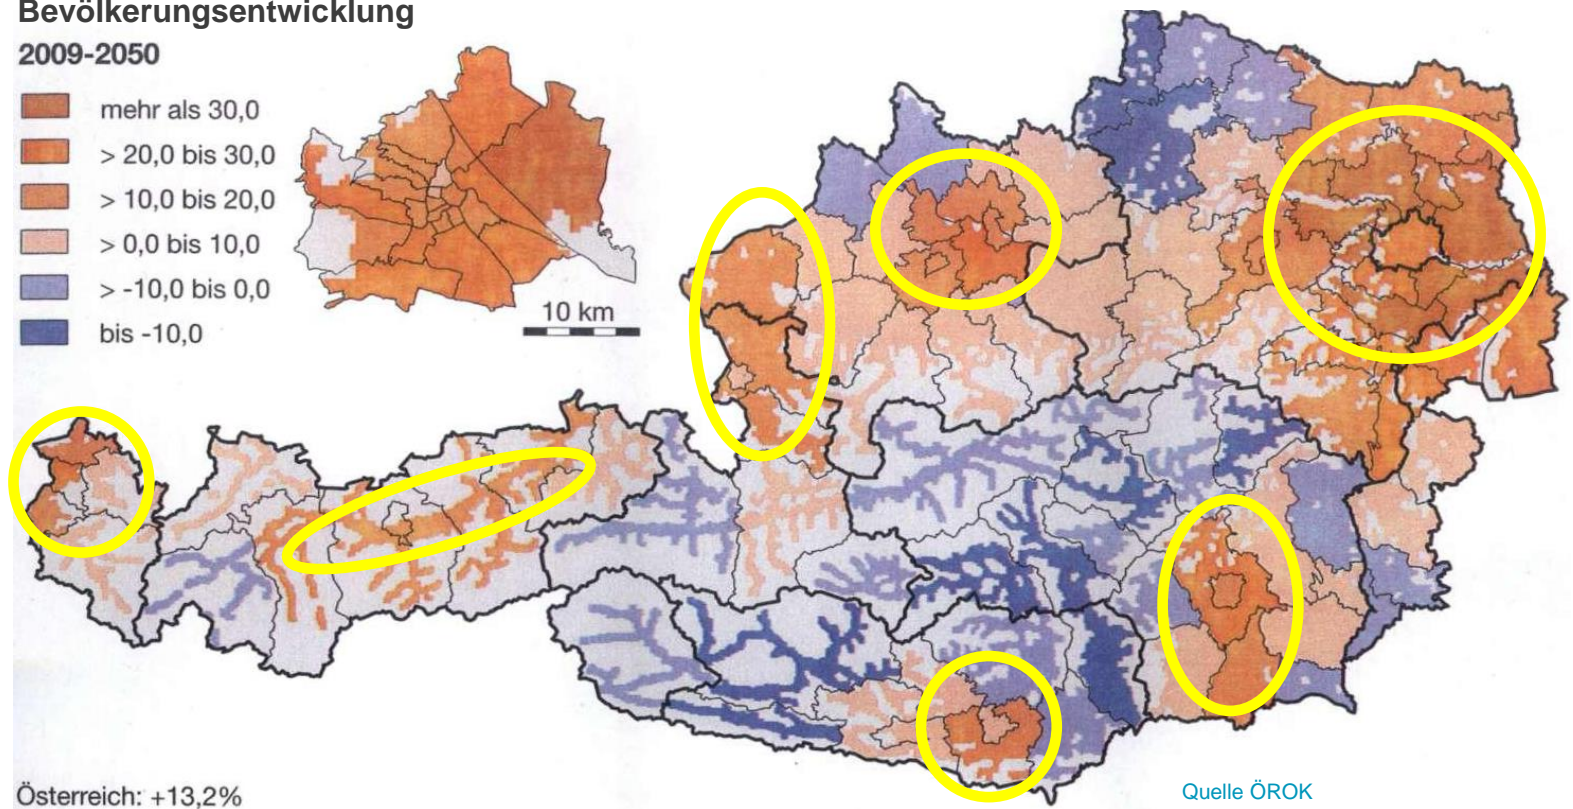 Bevölkerungsentwicklung
2009-2050
mehr als 30,0
> 20,0 bis 30,0
> 10,0 bis 20,0
> 0,0 bis 10,0
> -10,0 bis 0,0
bis -10,0
10 km
Österreich: +13,2%
Quelle ÖROK